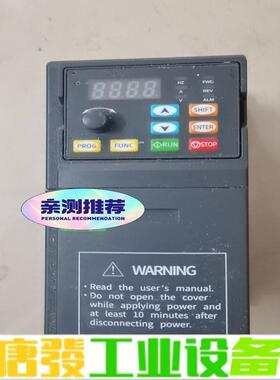 8888
HZ FWD
A REV
V ALM
SHIFT
ENTER
PROG FUNC RUN STOP
亲测推荐
PERSONAL RECOMMENDATION
WARNING
• Read the user's manual.
• Do not open the cover
while applying power and
at least 10 minutes after
disconnecting power.
唐發工业设备